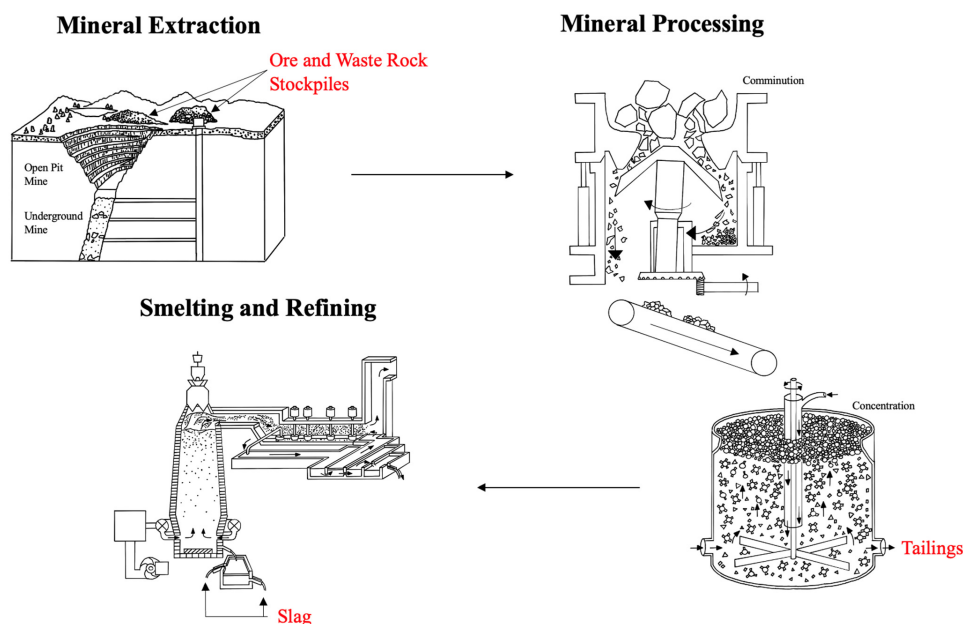 Mineral Extraction
Ore and Waste Rock
Stockpiles
Open Pit
Mine
Underground
Mine
Mineral Processing
Comminution
Concentration
Tailings
Smelting and Refining
Slag